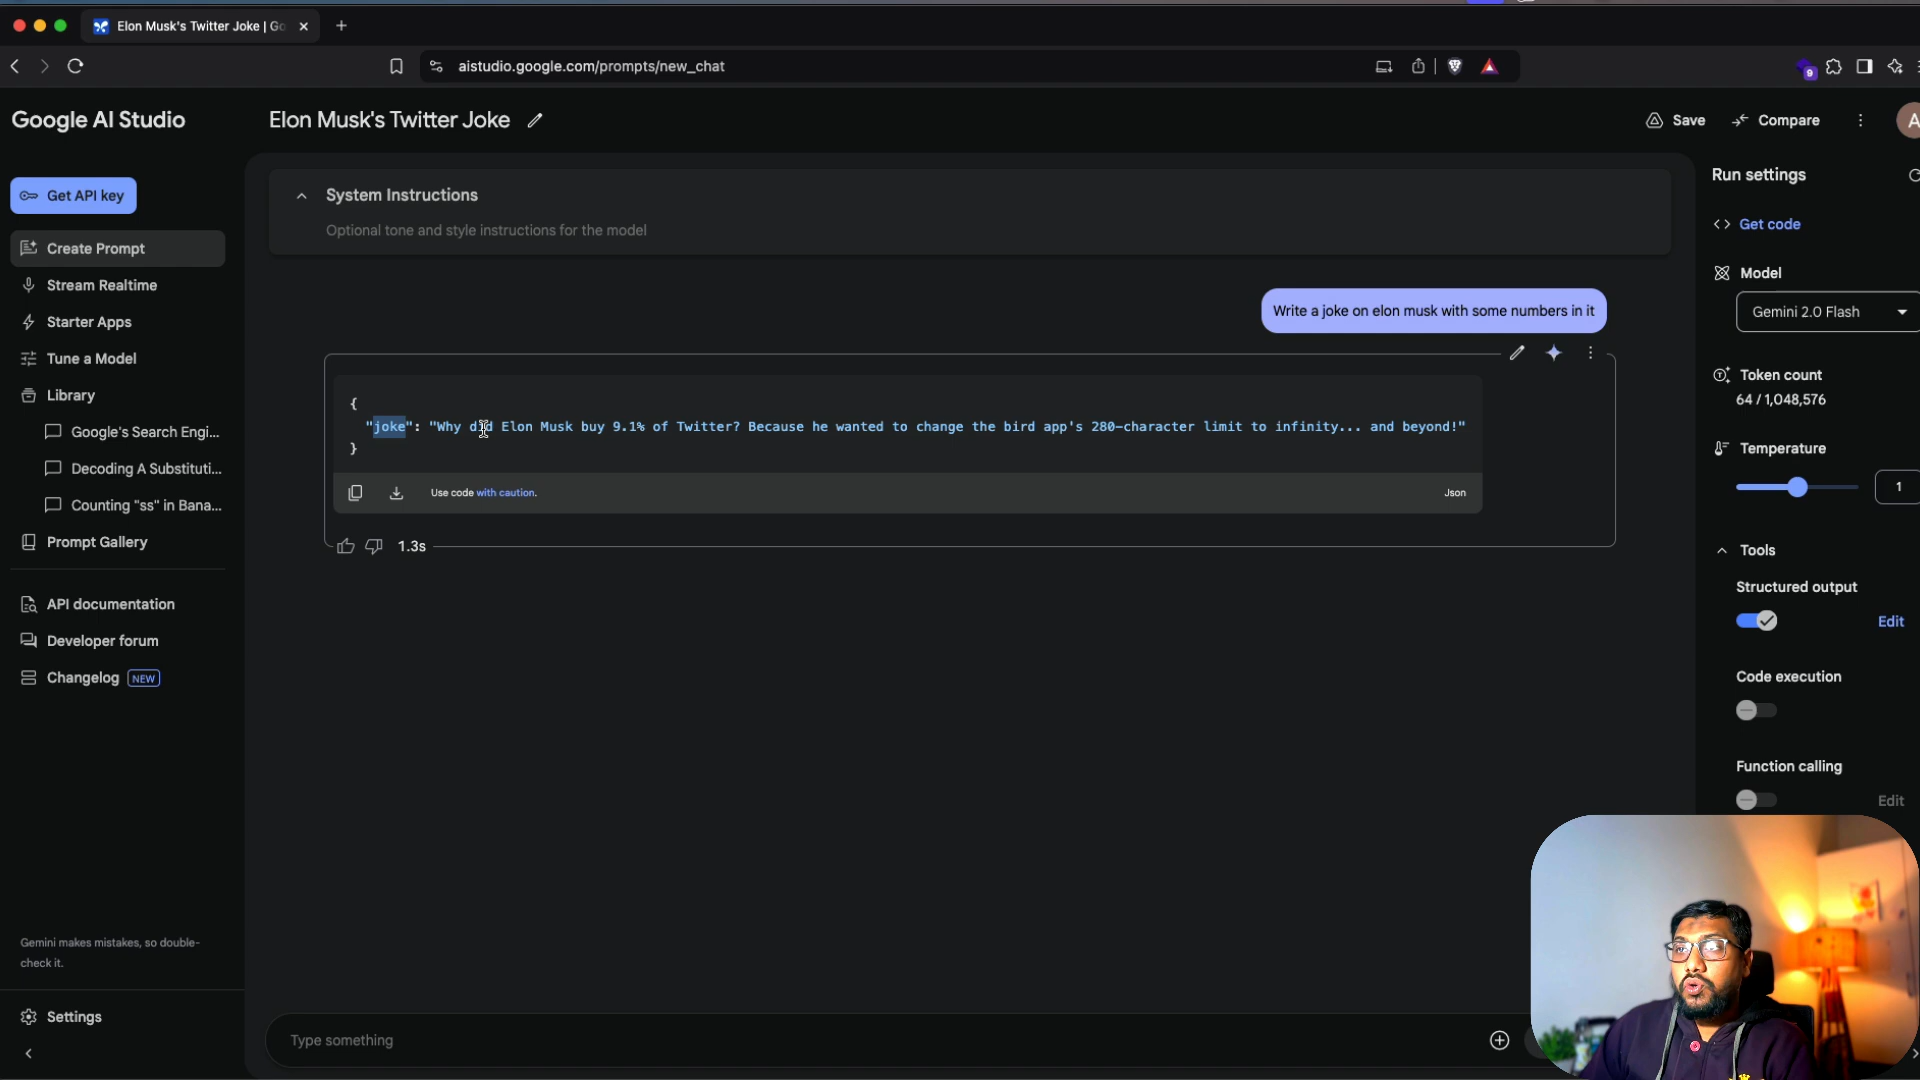 Elon Musk's Twitter Joke | Go
aistudio.google.com/prompts/new_chat
9
Google AI Studio
Elon Musk's Twitter Joke
Save
Compare
A
Get API key
Create Prompt
Stream Realtime
Starter Apps
Tune a Model
Library
Google's Search Engi...
Decoding A Substituti...
Counting "ss" in Bana...
Prompt Gallery
API documentation
Developer forum
Changelog NEW
Gemini makes mistakes, so double-
check it.
Settings
System Instructions
Optional tone and style instructions for the model
Write a joke on elon musk with some numbers in it
{
"joke": "Why did Elon Musk buy 9.1% of Twitter? Because he wanted to change the bird app's 280-character limit to infinity... and beyond!"
}
Use code with caution.
Json
1.3s
Type something
Run settings
Get code
Model
Gemini 2.0 Flash
Token count
64 / 1,048,576
Temperature
1
Tools
Structured output
Edit
Code execution
Function calling
Edit